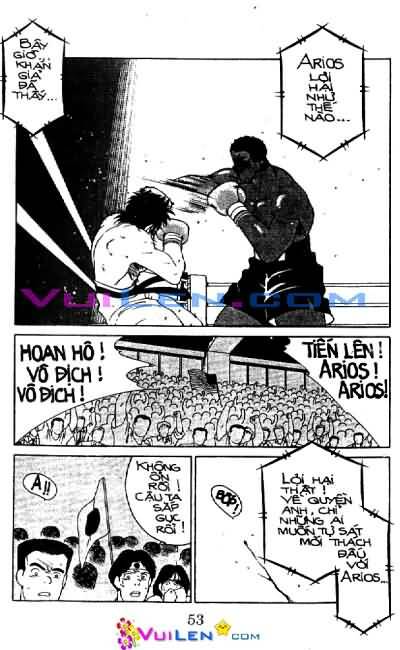 BÂY
GIỜ...
KHÁN
GIẢ
ĐÃ
THẤY...
ARIOS
LỢI
HẠI
NHƯ
THẾ
NÀO...
VuiLen.com
HOAN HÔ!
VÔ ĐỊCH!
VÔ ĐỊCH!
TIẾN LÊN!
ARIOS!
ARIOS!
A!!
KHÔNG
ỔN
RỒI!
CẬU TA
SẮP
GỤC
RỒI!
BỐP!
LỢI HẠI
THẬT!
VỀ QUYỀN
ANH, CHỈ
NHỮNG AI
MUỐN TỰ SÁT
MỚI THÁCH
ĐẤU
VỚI
ARIOS...
53
VuiLen.com